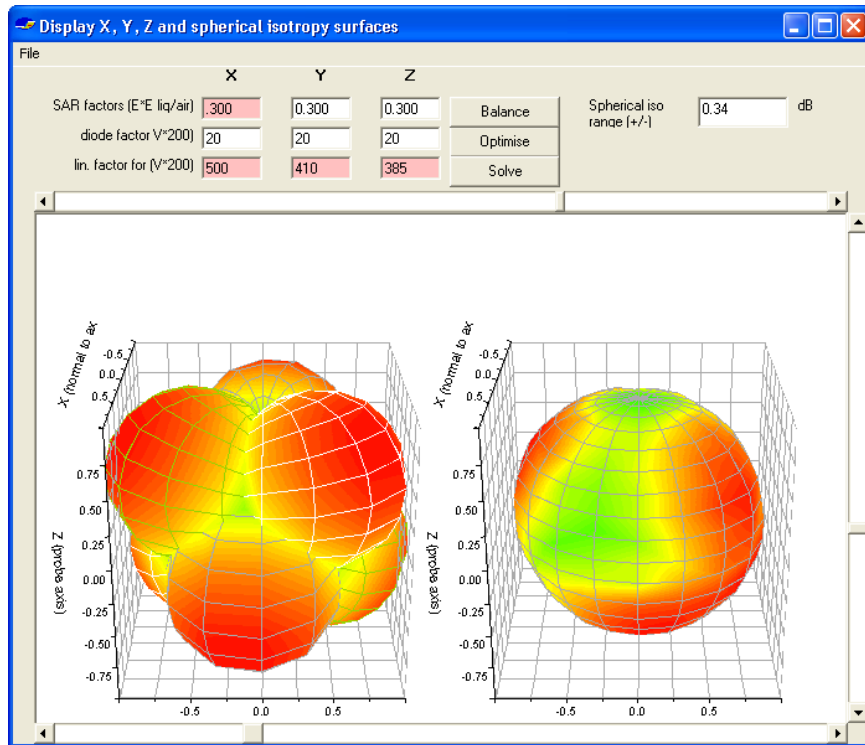 Display X, Y, Z and spherical isotropy surfaces
File
X Y Z
SAR factors (E*E liq/air) .300 0.300 0.300 Balance Spherical iso range (+/-) 0.34 dB
diode factor V*200) 20 20 20 Optimise
lin. factor for (V*200) 500 410 385 Solve
X (normal to ax
-0.5
0.0
0.5
0.75
0.50
0.25
0.00
-0.25
-0.50
-0.75
Z (probe axis)
-0.5 0.0 0.5
X (normal to ax
-0.5
0.0
0.5
0.75
0.50
0.25
0.00
-0.25
-0.50
-0.75
Z (probe axis)
-0.5 0.0 0.5